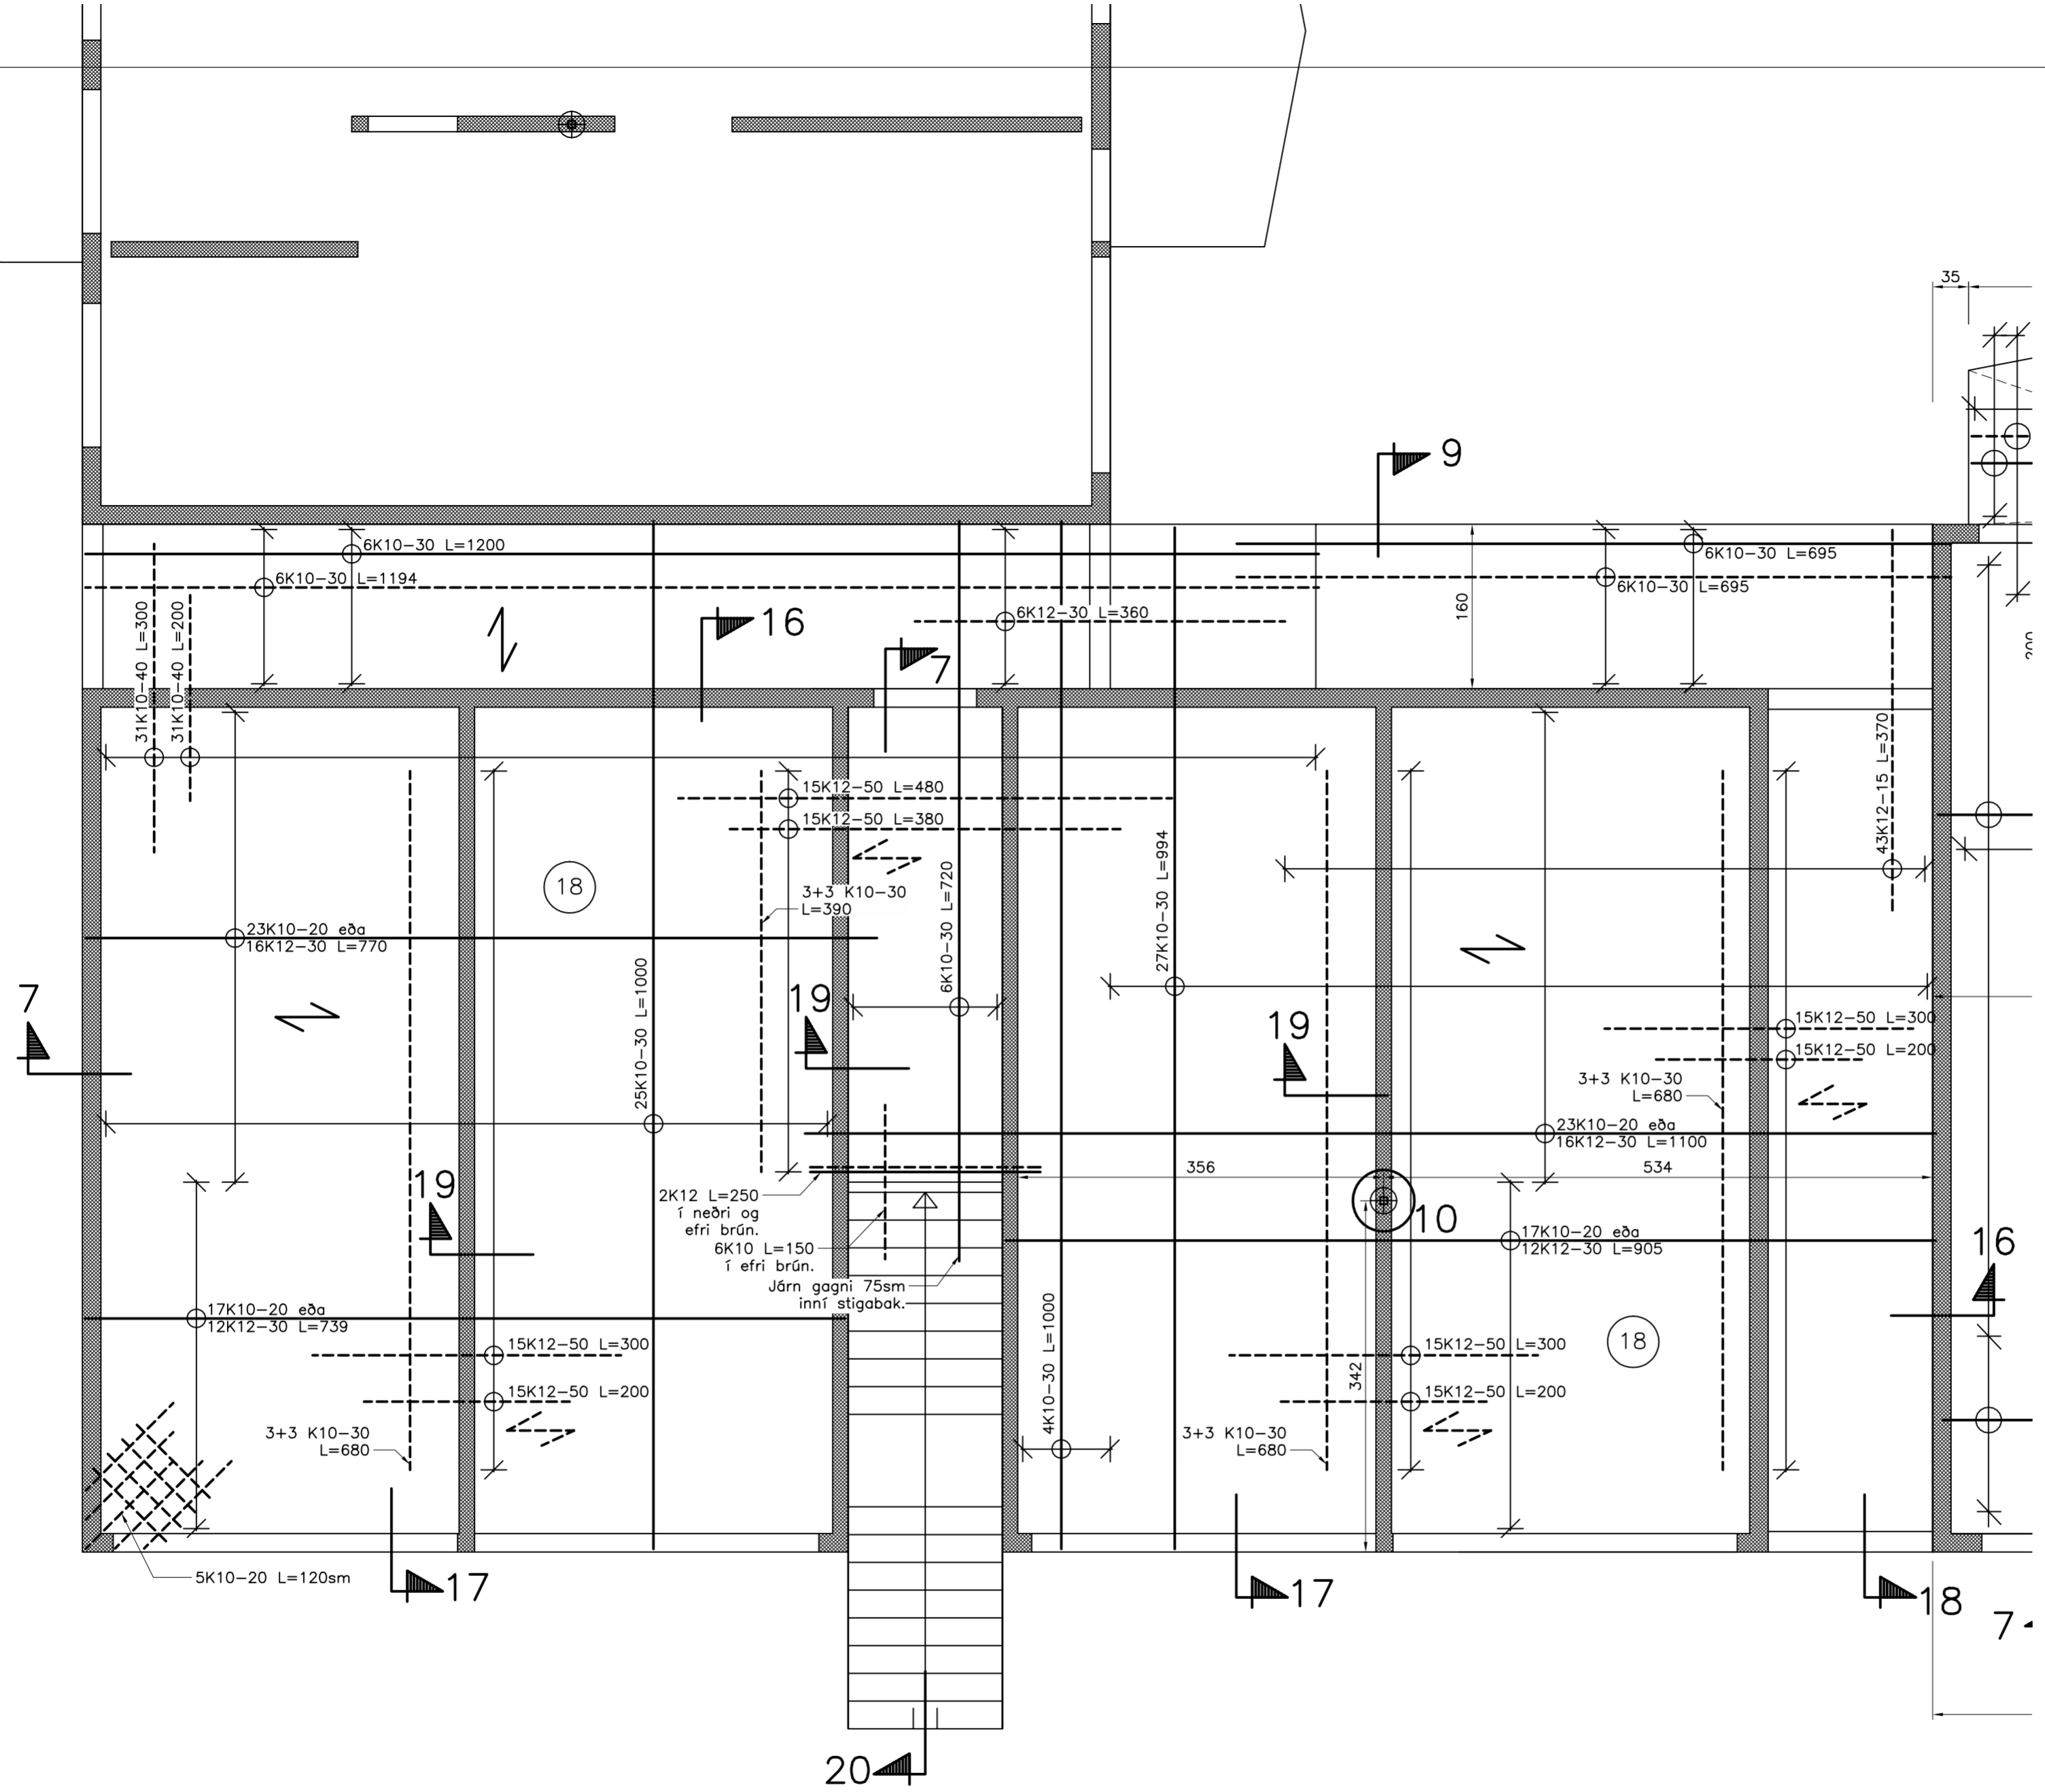 35
9
6K10-30 L=1200
6K10-30 L=695
6K10-30 L=1194
6K10-30 L=695
31K10-40 L=300
31K10-40 L=200
6K12-30 L=360
160
16
7
43K12-15 L=370
15K12-50 L=480
15K12-50 L=380
18
3+3 K10-30
L=390
6K10-30 L=720
27K10-30 L=994
23K10-20 eða
16K12-30 L=770
25K10-30 L=1000
7
19
19
15K12-50 L=300
15K12-50 L=200
3+3 K10-30
L=680
23K10-20 eða
16K12-30 L=1100
356
534
19
2K12 L=250
í neðri og
efri brún.
10
6K10 L=150
í efri brún.
17K10-20 eða
12K12-30 L=905
16
Járn gagni 75sm
inní stigabak.
17K10-20 eða
12K12-30 L=739
4K10-30 L=1000
15K12-50 L=300
15K12-50 L=300
18
342
15K12-50 L=200
15K12-50 L=200
3+3 K10-30
L=680
3+3 K10-30
L=680
5K10-20 L=120sm
17
17
18
7
20